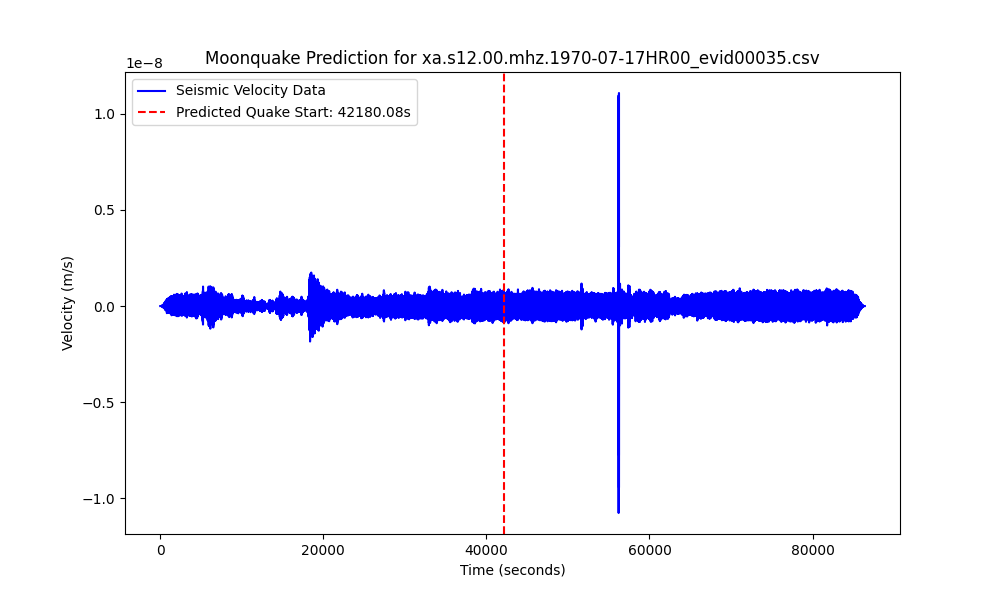 Moonquake Prediction for xa.s12.00.mhz.1970-07-17HR00_evid00035.csv
1e−8
Seismic Velocity Data
Predicted Quake Start: 42180.08s
1.0
0.5
0.0
−0.5
−1.0
Velocity (m/s)
0 20000 40000 60000 80000
Time (seconds)